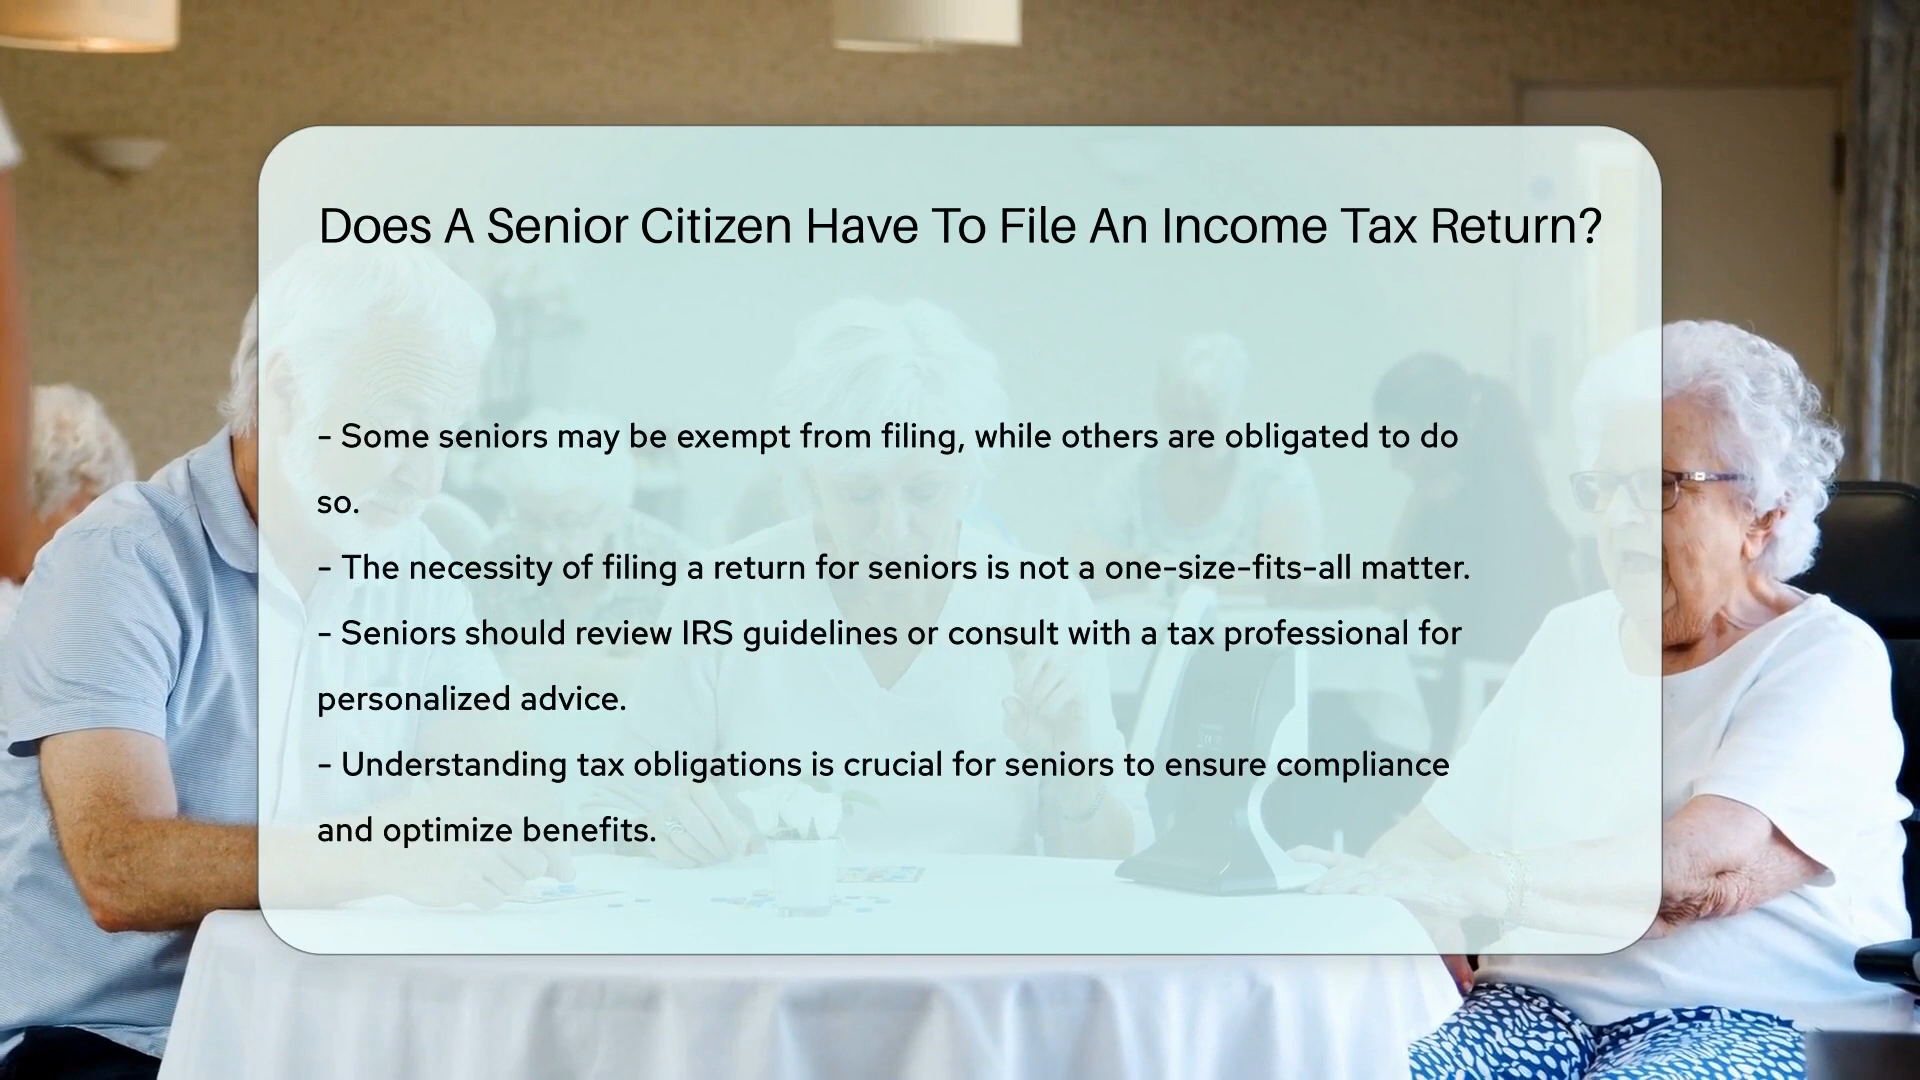 Does A Senior Citizen Have To File An Income Tax Return?
- Some seniors may be exempt from filing, while others are obligated to do
so.
- The necessity of filing a return for seniors is not a one-size-fits-all matter.
- Seniors should review IRS guidelines or consult with a tax professional for
personalized advice.
- Understanding tax obligations is crucial for seniors to ensure compliance
and optimize benefits.